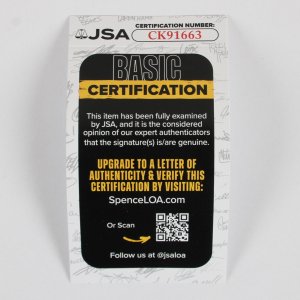 JSA
CERTIFICATION NUMBER:
CK91663
BASIC
CERTIFICATION
This item has been fully examined
by JSA, and it is the considered
opinion of our expert authenticators
that the signature(s) is/are genuine.
UPGRADE TO A LETTER OF
AUTHENTICITY & VERIFY THIS
CERTIFICATION BY VISITING:
SpenceLOA.com
Or Scan
Follow us at @jsaloa